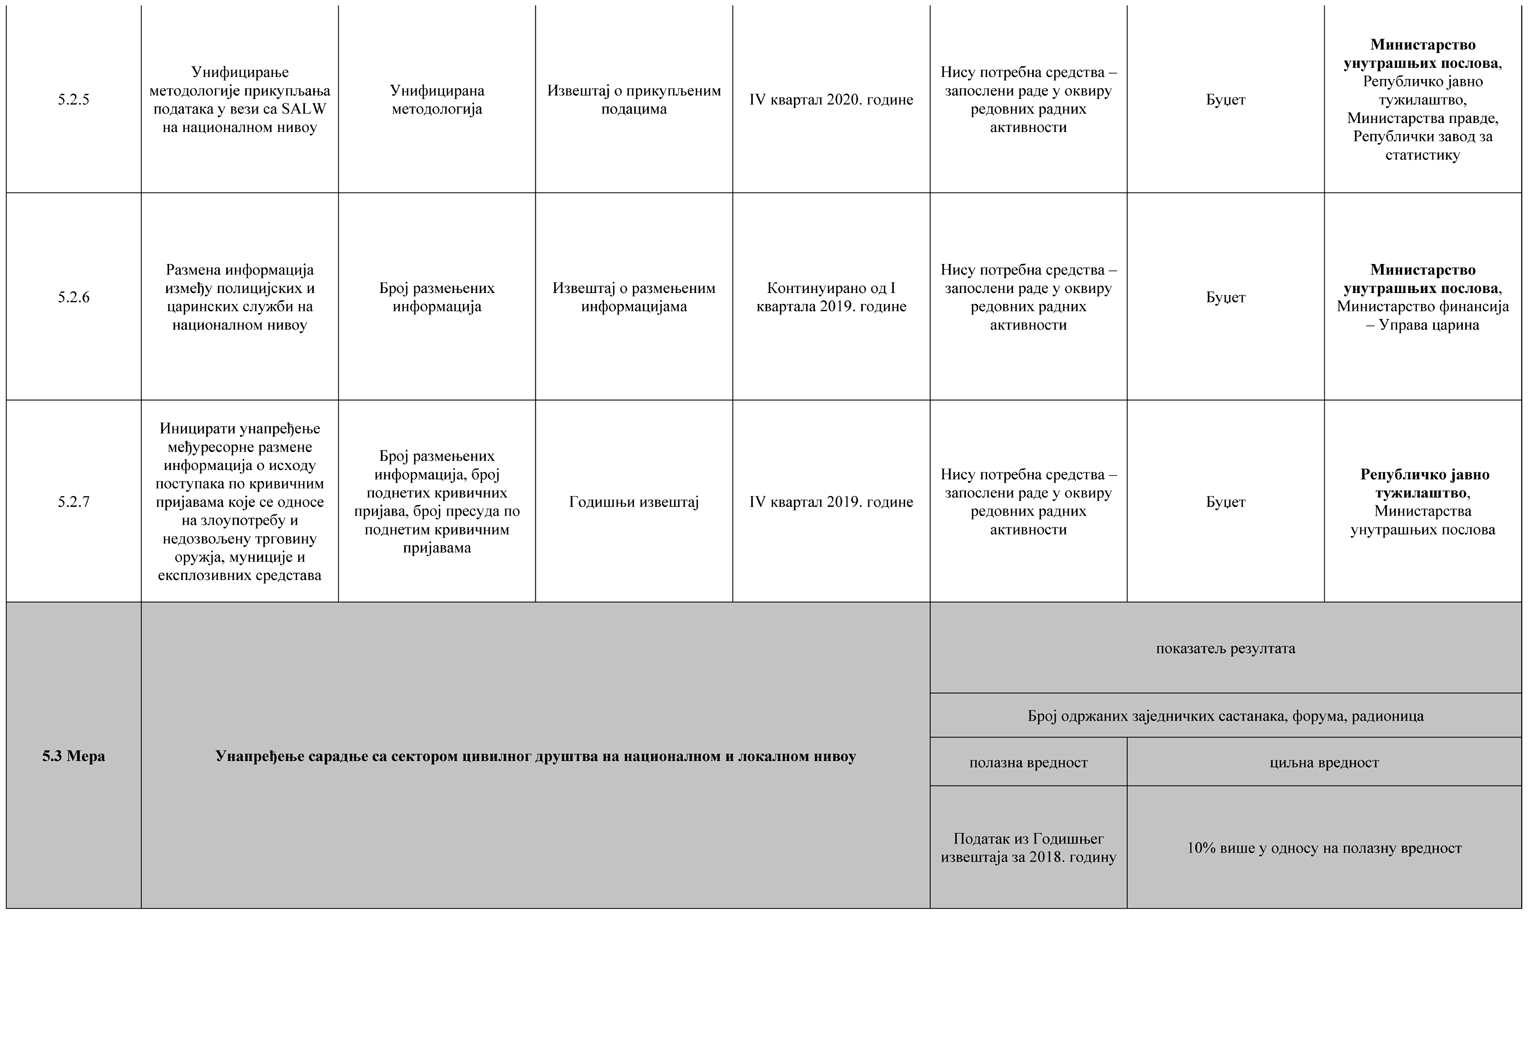 5.2.5
Унифицирање
методологије прикупљања
података у вези са SALW
на националном нивоу
Унифицирана
методологија
Извештај о прикупљеним
подацима
IV квартал 2020. године
Нису потребна средства –
запослени раде у оквиру
редовних радних
активности
Буџет
Министарство
унутрашњих послова,
Републичко јавно
тужилаштво,
Министарства правде,
Републички завод за
статистику
5.2.6
Размена информација
између полицијских и
царинских служби на
националном нивоу
Број размењених
информација
Извештај о размењеним
информацијама
Континуирано од I
квартала 2019. године
Нису потребна средства –
запослени раде у оквиру
редовних радних
активности
Буџет
Министарство
унутрашњих послова,
Министарство финансија
– Управа царина
5.2.7
Иницирати унапређење
међуресорне размене
информација о исходу
поступака по кривичним
пријавама које се односе
на злоупотребу и
недозвољену трговину
оружја, муниције и
експлозивних средстава
Број размењених
информација, број
поднетих кривичних
пријава, број пресуда по
поднетим кривичним
пријавама
Годишњи извештај
IV квартал 2019. године
Нису потребна средства –
запослени раде у оквиру
редовних радних
активности
Буџет
Републичко јавно
тужилаштво,
Министарства
унутрашњих послова
5.3 Мера
Унапређење сарадње са сектором цивилног друштва на националном и локалном нивоу
показатељ резултата
Број одржаних заједничких састанака, форума, радионица
полазна вредност
циљна вредност
Податак из Годишњег
извештаја за 2018. годину
10% више у односу на полазну вредност